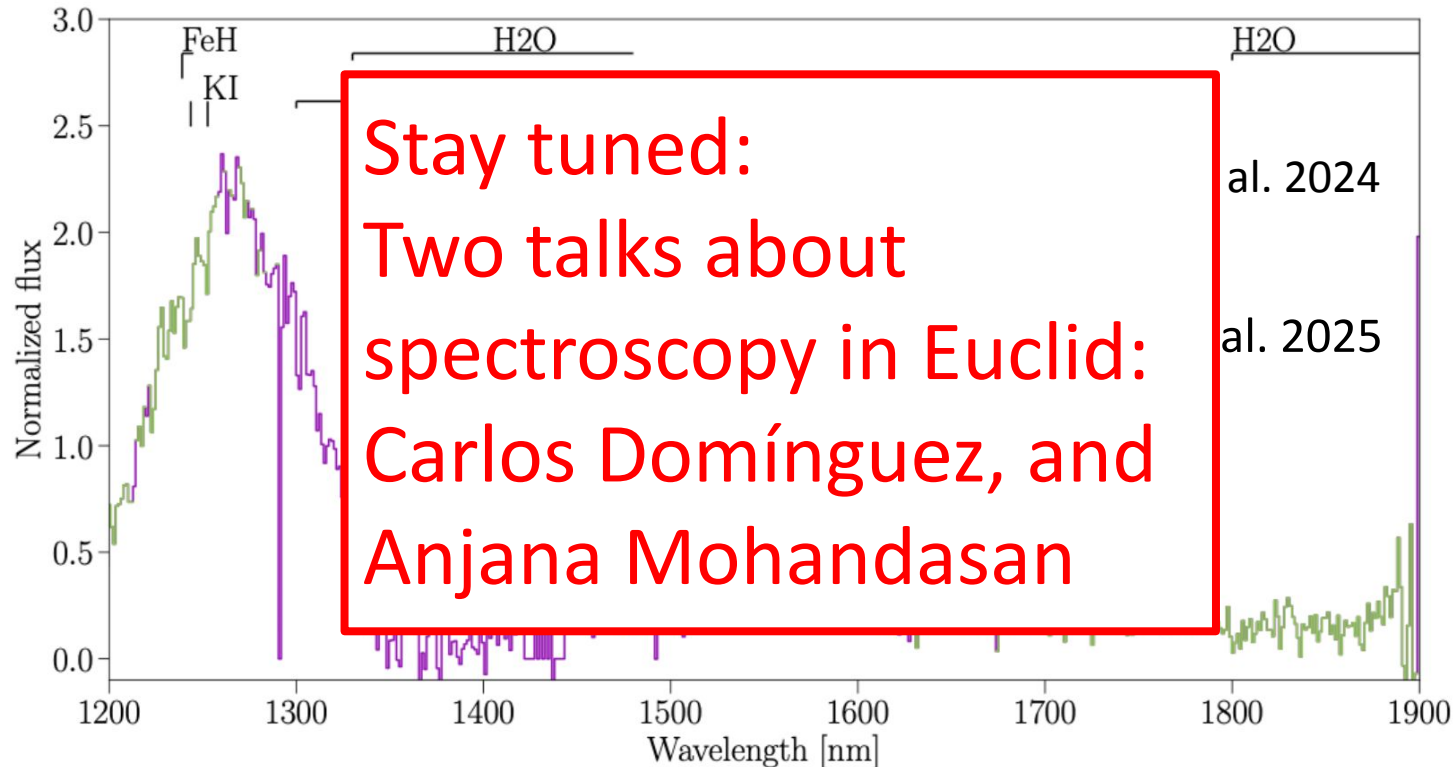 3.0
FeH H2O H2O
KI
2.5
Stay tuned:
Two talks about
spectroscopy in Euclid:
Carlos Domínguez, and
Anjana Mohandasan
al. 2024
al. 2025
2.0
1.5
1.0
0.5
0.0
Normalized flux
1200 1300 1400 1500 1600 1700 1800 1900
Wavelength [nm]